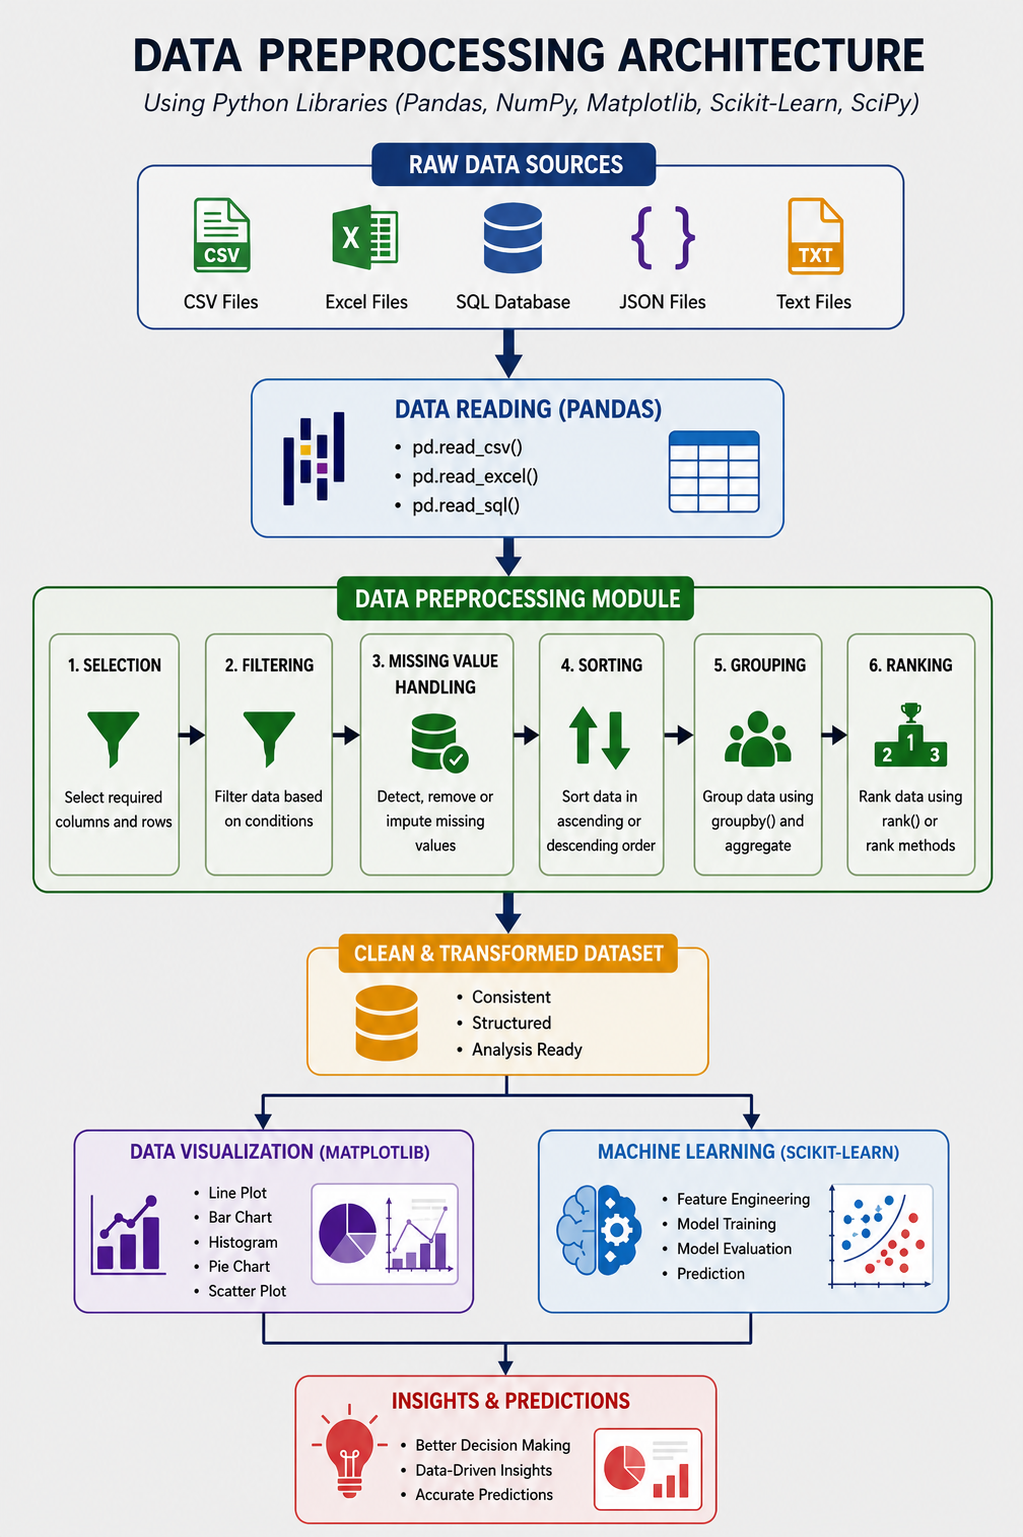 DATA PREPROCESSING ARCHITECTURE
Using Python Libraries (Pandas, NumPy, Matplotlib, Scikit-Learn, SciPy)
RAW DATA SOURCES
CSV
X
{ }
TXT
CSV Files
Excel Files
SQL Database
JSON Files
Text Files
DATA READING (PANDAS)
• pd.read_csv()
• pd.read_excel()
• pd.read_sql()
DATA PREPROCESSING MODULE
1. SELECTION
Select required
columns and rows
2. FILTERING
Filter data based
on conditions
3. MISSING VALUE
HANDLING
Detect, remove or
impute missing
values
4. SORTING
Sort data in
ascending or
descending order
5. GROUPING
Group data using
groupby() and
aggregate
6. RANKING
2 1 3
Rank data using
rank() or
rank methods
CLEAN & TRANSFORMED DATASET
• Consistent
• Structured
• Analysis Ready
DATA VISUALIZATION (MATPLOTLIB)
• Line Plot
• Bar Chart
• Histogram
• Pie Chart
• Scatter Plot
MACHINE LEARNING (SCIKIT-LEARN)
• Feature Engineering
• Model Training
• Model Evaluation
• Prediction
INSIGHTS & PREDICTIONS
• Better Decision Making
• Data-Driven Insights
• Accurate Predictions